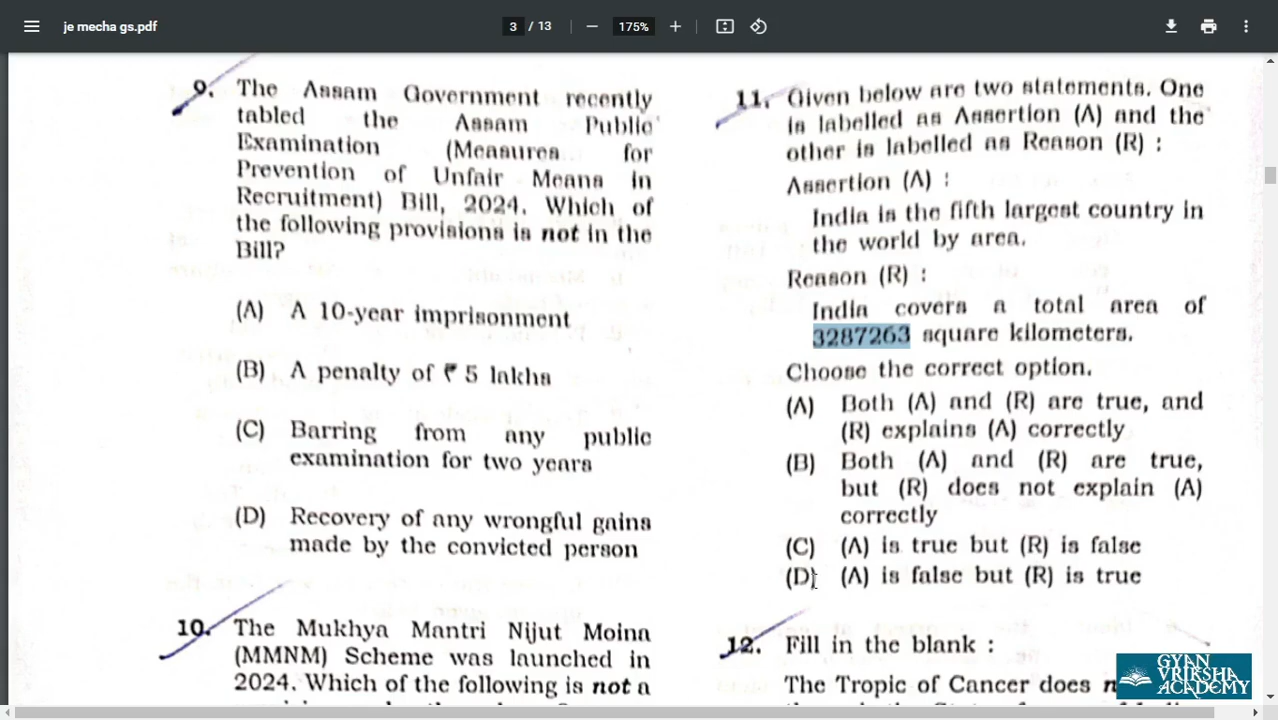 je mecha gs.pdf
3 / 13
175%
9. The Assam Government recently
tabled the Assam Public
Examination (Measures for
Prevention of Unfair Means in
Recruitment) Bill, 2024. Which of
the following provisions is not in the
Bill?
(A) A 10-year imprisonment
(B) A penalty of ₹ 5 lakhs
(C) Barring from any public
examination for two years
(D) Recovery of any wrongful gains
made by the convicted person
10. The Mukhya Mantri Nijut Moina
(MMNM) Scheme was launched in
2024. Which of the following is not a
11. Given below are two statements. One
is labelled as Assertion (A) and the
other is labelled as Reason (R) :
Assertion (A) :
India is the fifth largest country in
the world by area.
Reason (R) :
India covers a total area of
3287263 square kilometers.
Choose the correct option.
(A) Both (A) and (R) are true, and
(R) explains (A) correctly
(B) Both (A) and (R) are true,
but (R) does not explain (A)
correctly
(C) (A) is true but (R) is false
(D) (A) is false but (R) is true
12. Fill in the blank :
The Tropic of Cancer does
GYAN
VRIKSHA
ACADEMY